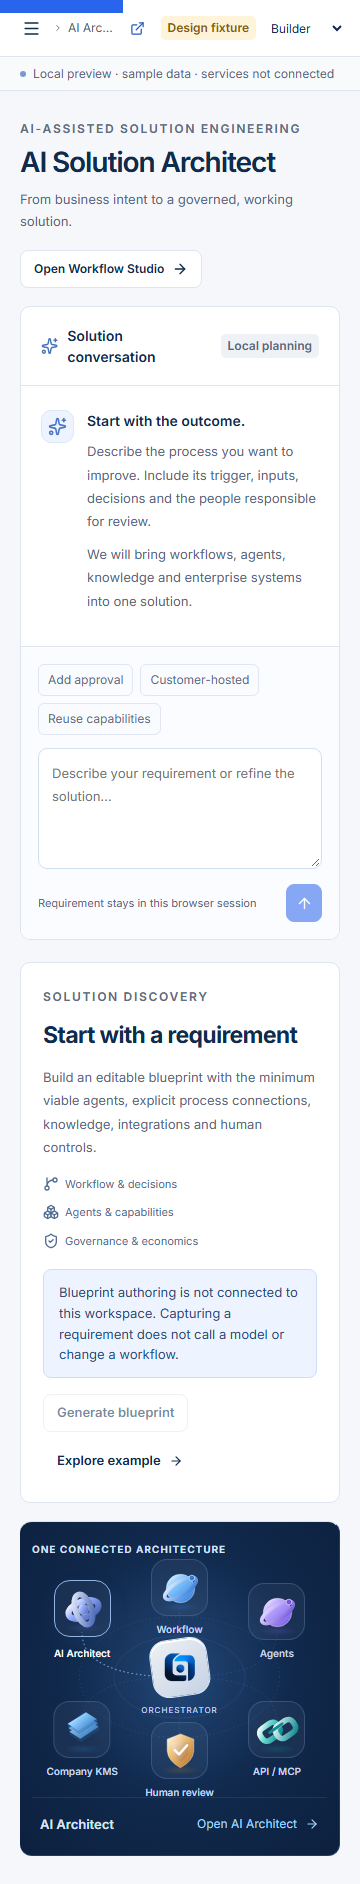 AI Arc...
Design fixture
Builder
Local preview · sample data · services not connected
AI-ASSISTED SOLUTION ENGINEERING
AI Solution Architect
From business intent to a governed, working
solution.
Open Workflow Studio
Solution
conversation
Local planning
Start with the outcome.
Describe the process you want to
improve. Include its trigger, inputs,
decisions and the people responsible
for review.
We will bring workflows, agents,
knowledge and enterprise systems
into one solution.
Add approval
Customer-hosted
Reuse capabilities
Describe your requirement or refine the
solution...
Requirement stays in this browser session
SOLUTION DISCOVERY
Start with a requirement
Build an editable blueprint with the minimum
viable agents, explicit process connections,
knowledge, integrations and human
controls.
Workflow & decisions
Agents & capabilities
Governance & economics
Blueprint authoring is not connected to
this workspace. Capturing a
requirement does not call a model or
change a workflow.
Generate blueprint
Explore example
ONE CONNECTED ARCHITECTURE
Workflow
AI Architect
Agents
ORCHESTRATOR
Company KMS
API / MCP
Human review
AI Architect
Open AI Architect